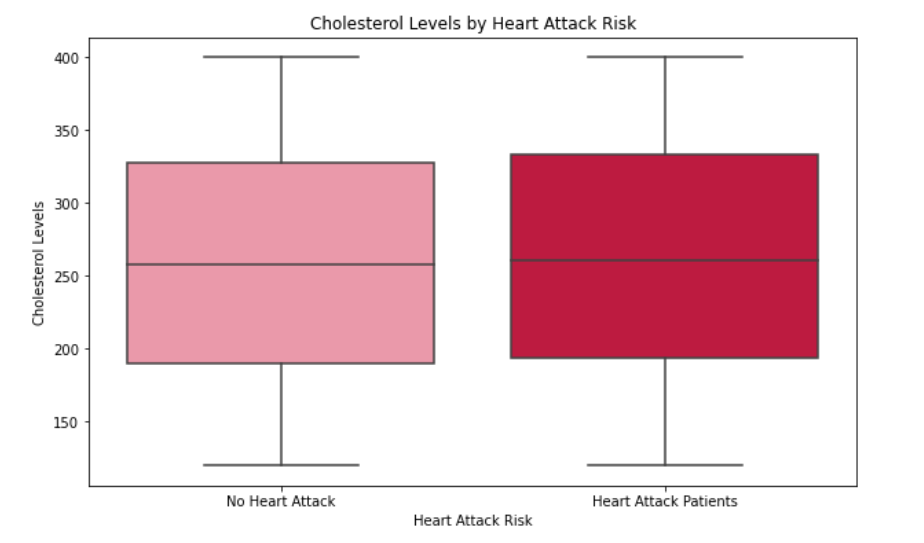 Cholesterol Levels by Heart Attack Risk
Cholesterol Levels
400
350
300
250
200
150
No Heart Attack
Heart Attack Patients
Heart Attack Risk